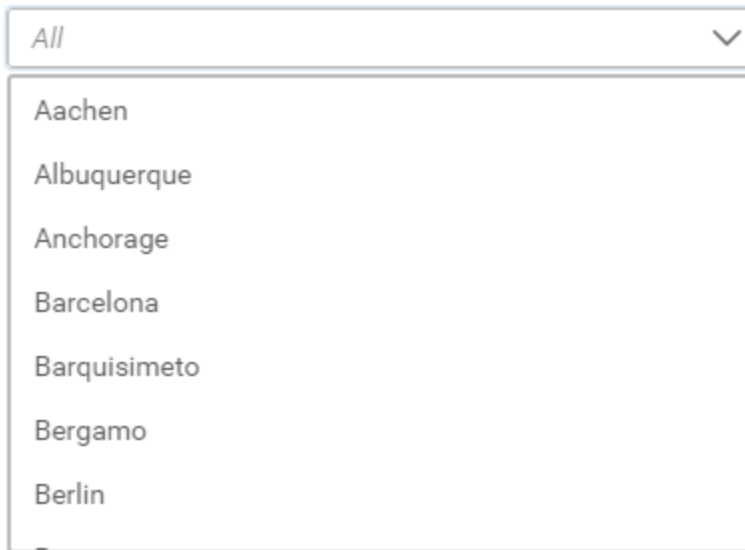 All
Aachen
Albuquerque
Anchorage
Barcelona
Barquisimeto
Bergamo
Berlin